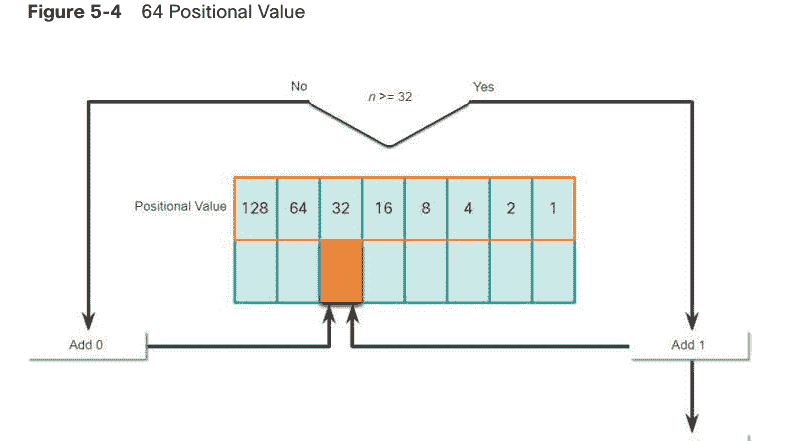 Figure 5-4 64 Positional Value
No
n >= 32
Yes
Positional Value 128 64 32 16 8 4 2 1
Add 0
Add 1